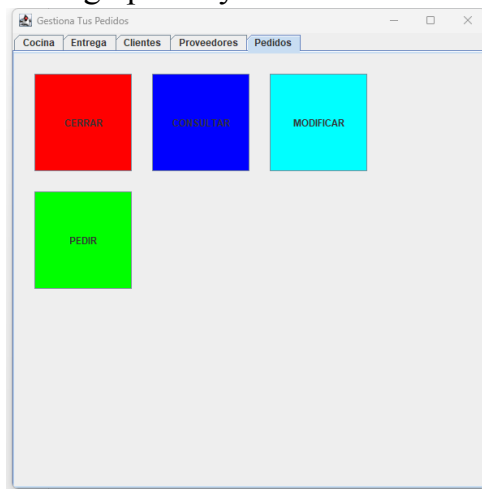 Gestiona Tus Pedidos
Cocina Entrega Clientes Proveedores Pedidos
CERRAR CONSULTAR MODIFICAR
PEDIR